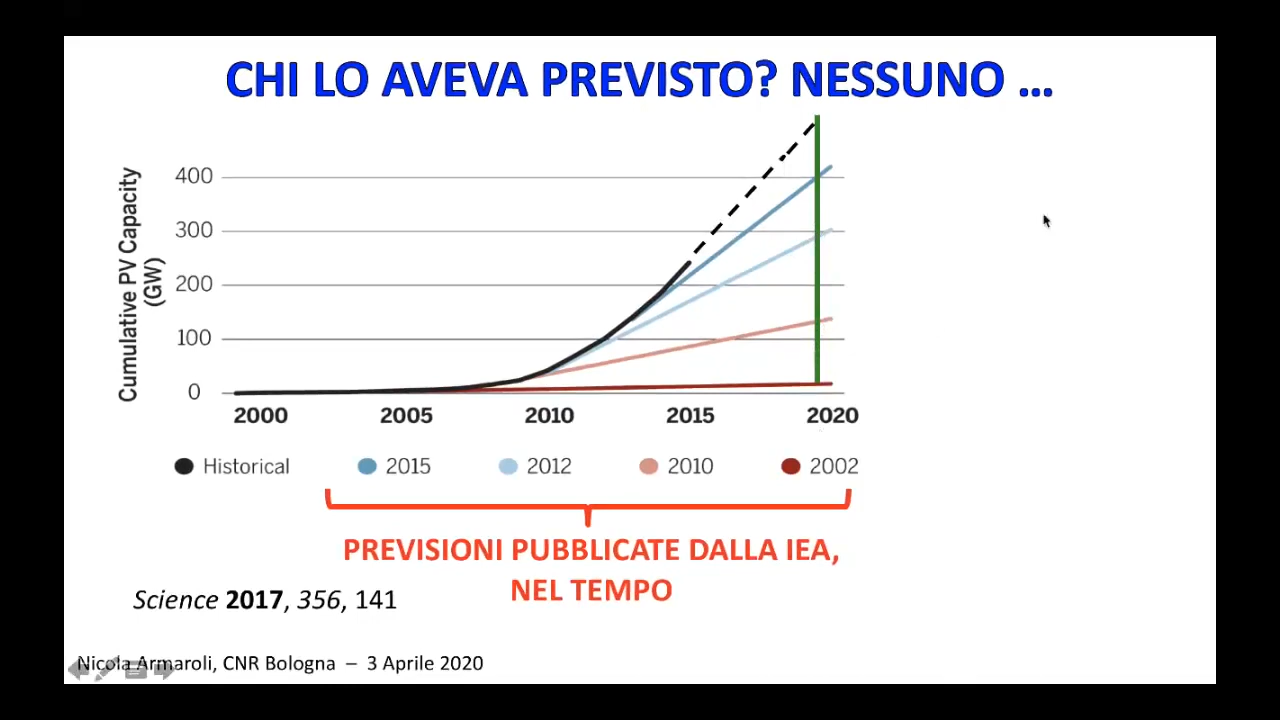 CHI LO AVEVA PREVISTO? NESSUNO ...
Cumulative PV Capacity
(GW)
400
300
200
100
0
2000 2005 2010 2015 2020
Historical 2015 2012 2010 2002
PREVISIONI PUBBLICATE DALLA IEA,
NEL TEMPO
Science 2017, 356, 141
Nicola Armaroli, CNR Bologna – 3 Aprile 2020